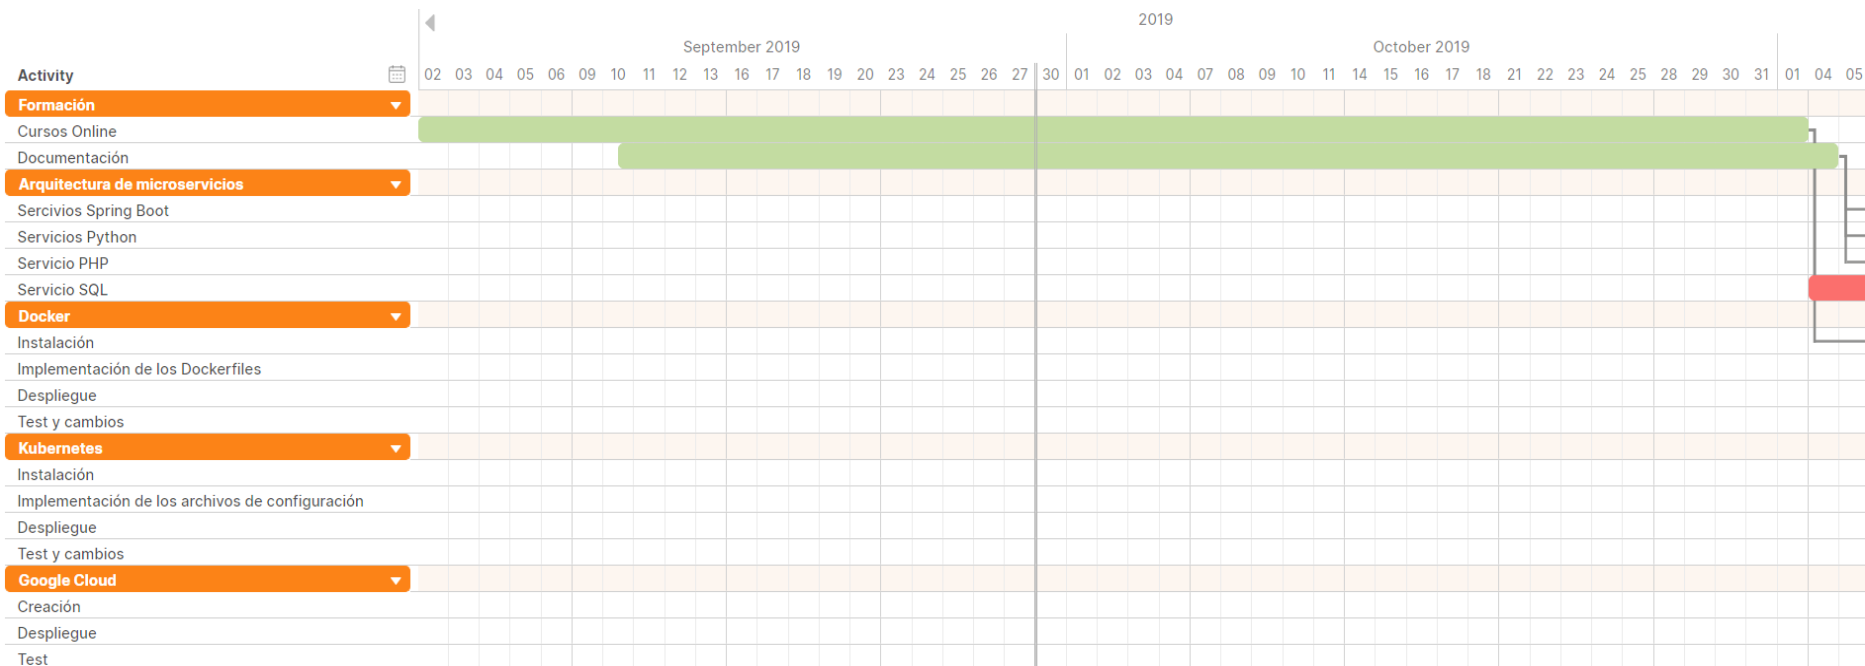 2019
September 2019 October 2019
Activity 02 03 04 05 06 09 10 11 12 13 16 17 18 19 20 23 24 25 26 27 30 01 02 03 04 07 08 09 10 11 14 15 16 17 18 21 22 23 24 25 28 29 30 31 01 04 05
Formación
Cursos Online
Documentación
Arquitectura de microservicios
Sercivios Spring Boot
Servicios Python
Servicio PHP
Servicio SQL
Docker
Instalación
Implementación de los Dockerfiles
Despliegue
Test y cambios
Kubernetes
Instalación
Implementación de los archivos de configuración
Despliegue
Test y cambios
Google Cloud
Creación
Despliegue
Test